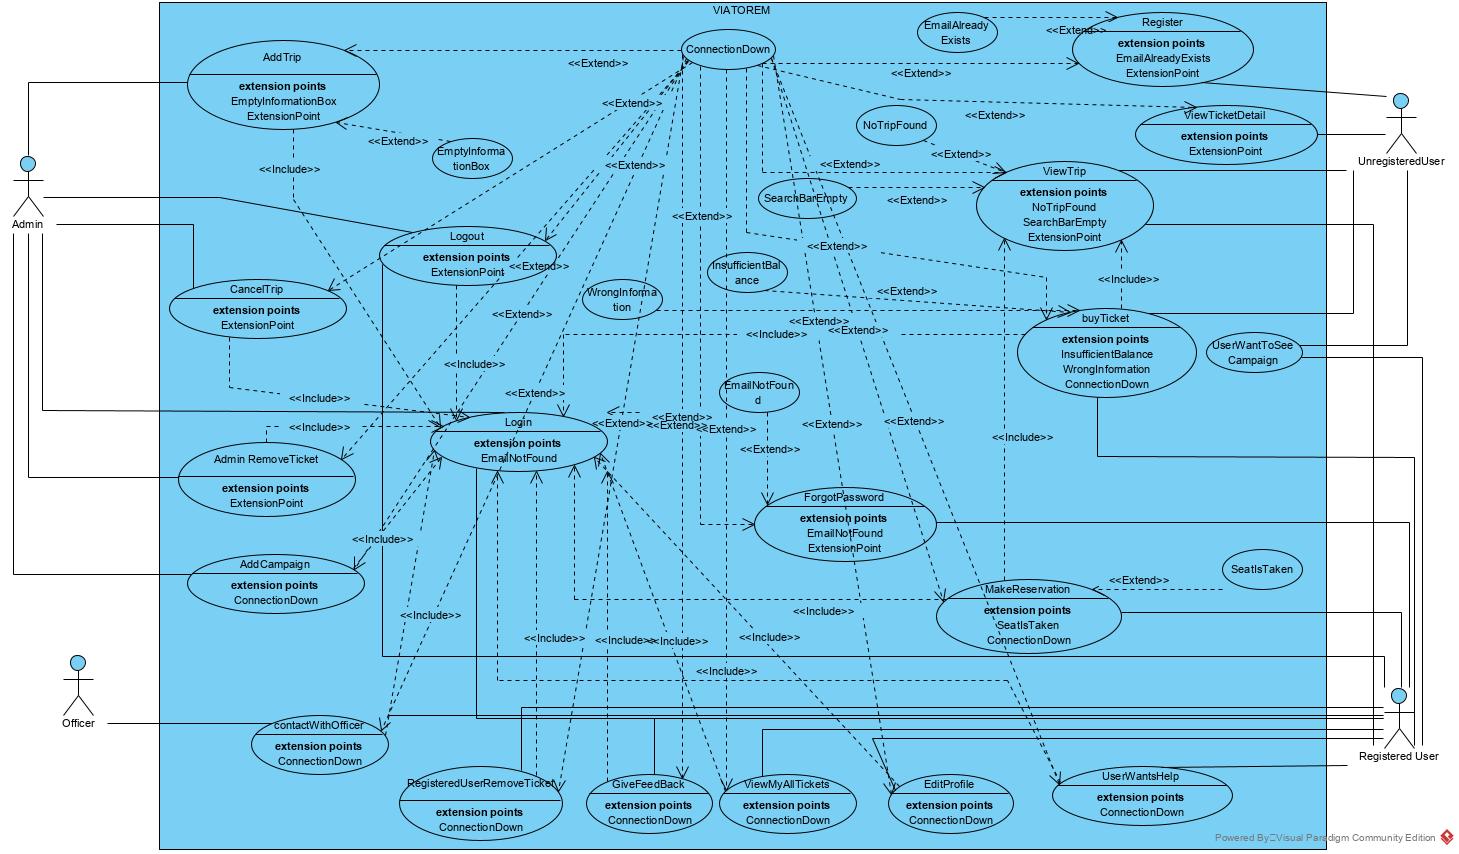 VIATOREM
EmailAlready
Exists
Register
<<Extend>>
extension points
EmailAlreadyExists
ExtensionPoint
ConnectionDown
AddTrip
extension points
EmptyInformationBox
ExtensionPoint
<<Extend>>
<<Extend>>
<<Extend>>
NoTripFound
<<Extend>>
ViewTicketDetail
extension points
ExtensionPoint
UnregisteredUser
<<Extend>>
EmptyInforma
tionBox
<<Extend>>
<<Extend>>
<<Extend>>
<<Include>>
ViewTrip
extension points
NoTripFound
SearchBarEmpty
ExtensionPoint
SearchBarEmpty
<<Extend>>
Admin
<<Extend>>
Logout
extension points
ExtensionPoint
<<Extend>>
<<Extend>>
InsufficientBal
ance
<<Include>>
CancelTrip
extension points
ExtensionPoint
WrongInforma
tion
<<Extend>>
<<Extend>>
<<Extend>>
<<Extend>>
<<Include>>
buyTicket
extension points
InsufficientBalance
WrongInformation
ConnectionDown
UserWantToSee
Campaign
<<Include>>
EmailNotFoun
d
<<Include>>
<<Extend>>
Login
extension points
EmailNotFound
<<Extend>>
<<Extend>>
<<Extend>>
<<Extend>>
<<Extend>>
<<Extend>>
<<Include>>
<<Include>>
<<Extend>>
Admin RemoveTicket
extension points
ExtensionPoint
ForgotPassword
extension points
EmailNotFound
ExtensionPoint
<<Include>>
AddCampaign
extension points
ConnectionDown
SeatIsTaken
<<Extend>>
MakeReservation
extension points
SeatIsTaken
ConnectionDown
<<Include>>
<<Include>>
<<Include>>
<<Include>>
<<Include>>
<<Include>>
<<Include>>
Officer
contactWithOfficer
extension points
ConnectionDown
Registered User
RegisteredUserRemoveTicket
extension points
ConnectionDown
GiveFeedBack
extension points
ConnectionDown
ViewMyAllTickets
extension points
ConnectionDown
EditProfile
extension points
ConnectionDown
UserWantsHelp
extension points
ConnectionDown
Powered By Visual Paradigm Community Edition